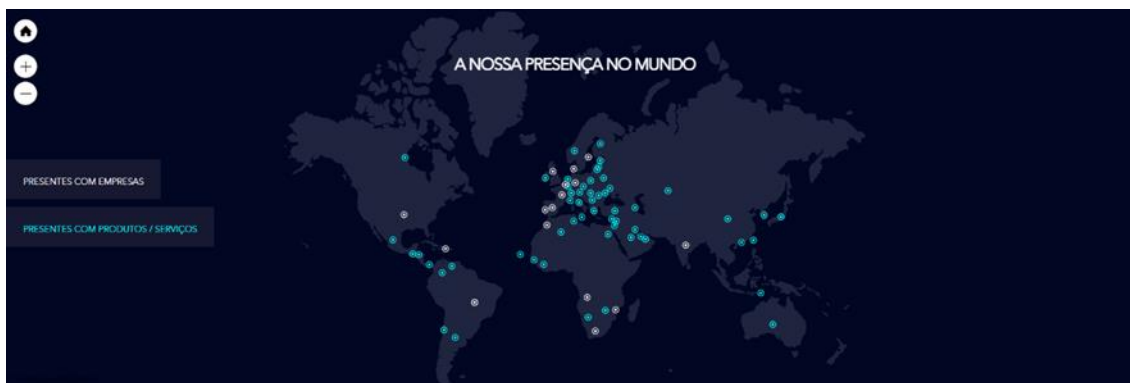 A NOSSA PRESENÇA NO MUNDO
PRESENTES COM EMPRESAS
PRESENTES COM PRODUTOS / SERVIÇOS